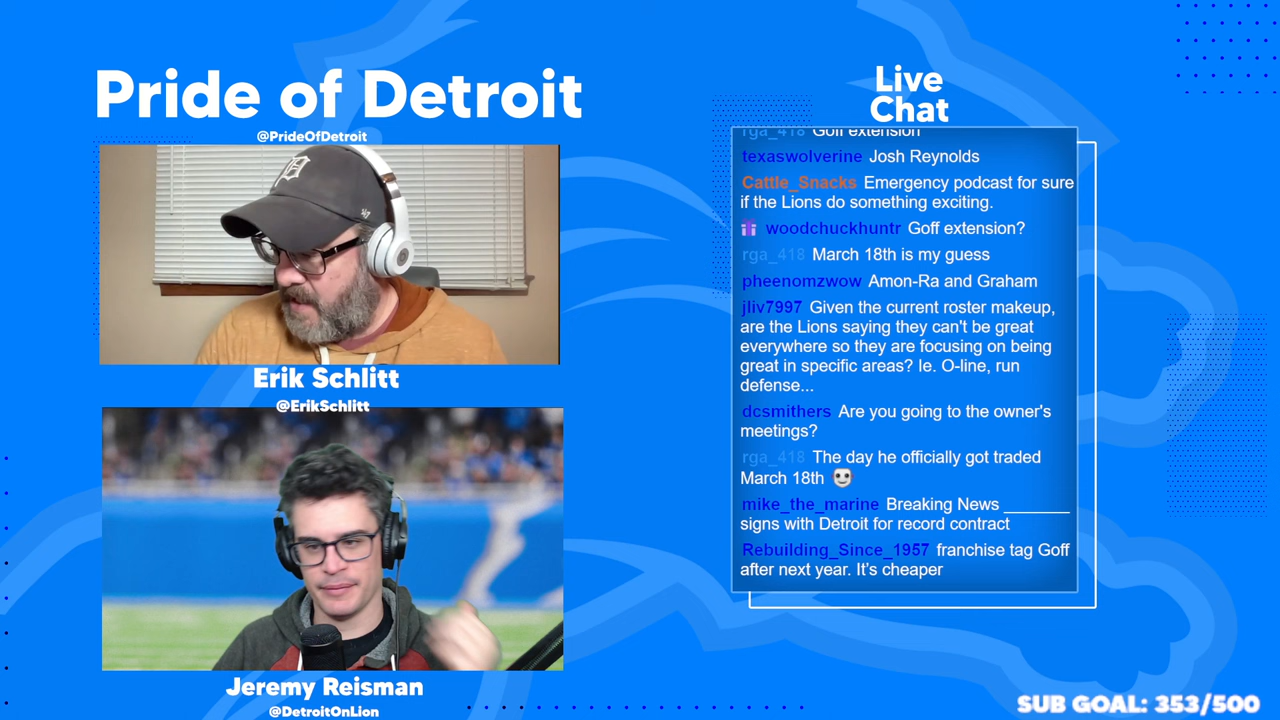 Pride of Detroit
@PrideOfDetroit
D
47
Erik Schlitt
@ErikSchlitt
Jeremy Reisman
@DetroitOnLion
Live
Chat
rga_418 Goff extension
texaswolverine Josh Reynolds
Cattle_Snacks Emergency podcast for sure
if the Lions do something exciting.
woodchuckhuntr Goff extension?
rga_418 March 18th is my guess
pheenomzwow Amon-Ra and Graham
jliv7997 Given the current roster makeup,
are the Lions saying they can't be great
everywhere so they are focusing on being
great in specific areas? Ie. O-line, run
defense...
dcsmithers Are you going to the owner's
meetings?
rga_418 The day he officially got traded
March 18th
mike_the_marine Breaking News _______
signs with Detroit for record contract
Rebuilding_Since_1957 franchise tag Goff
after next year. It's cheaper
SUB GOAL: 353/500